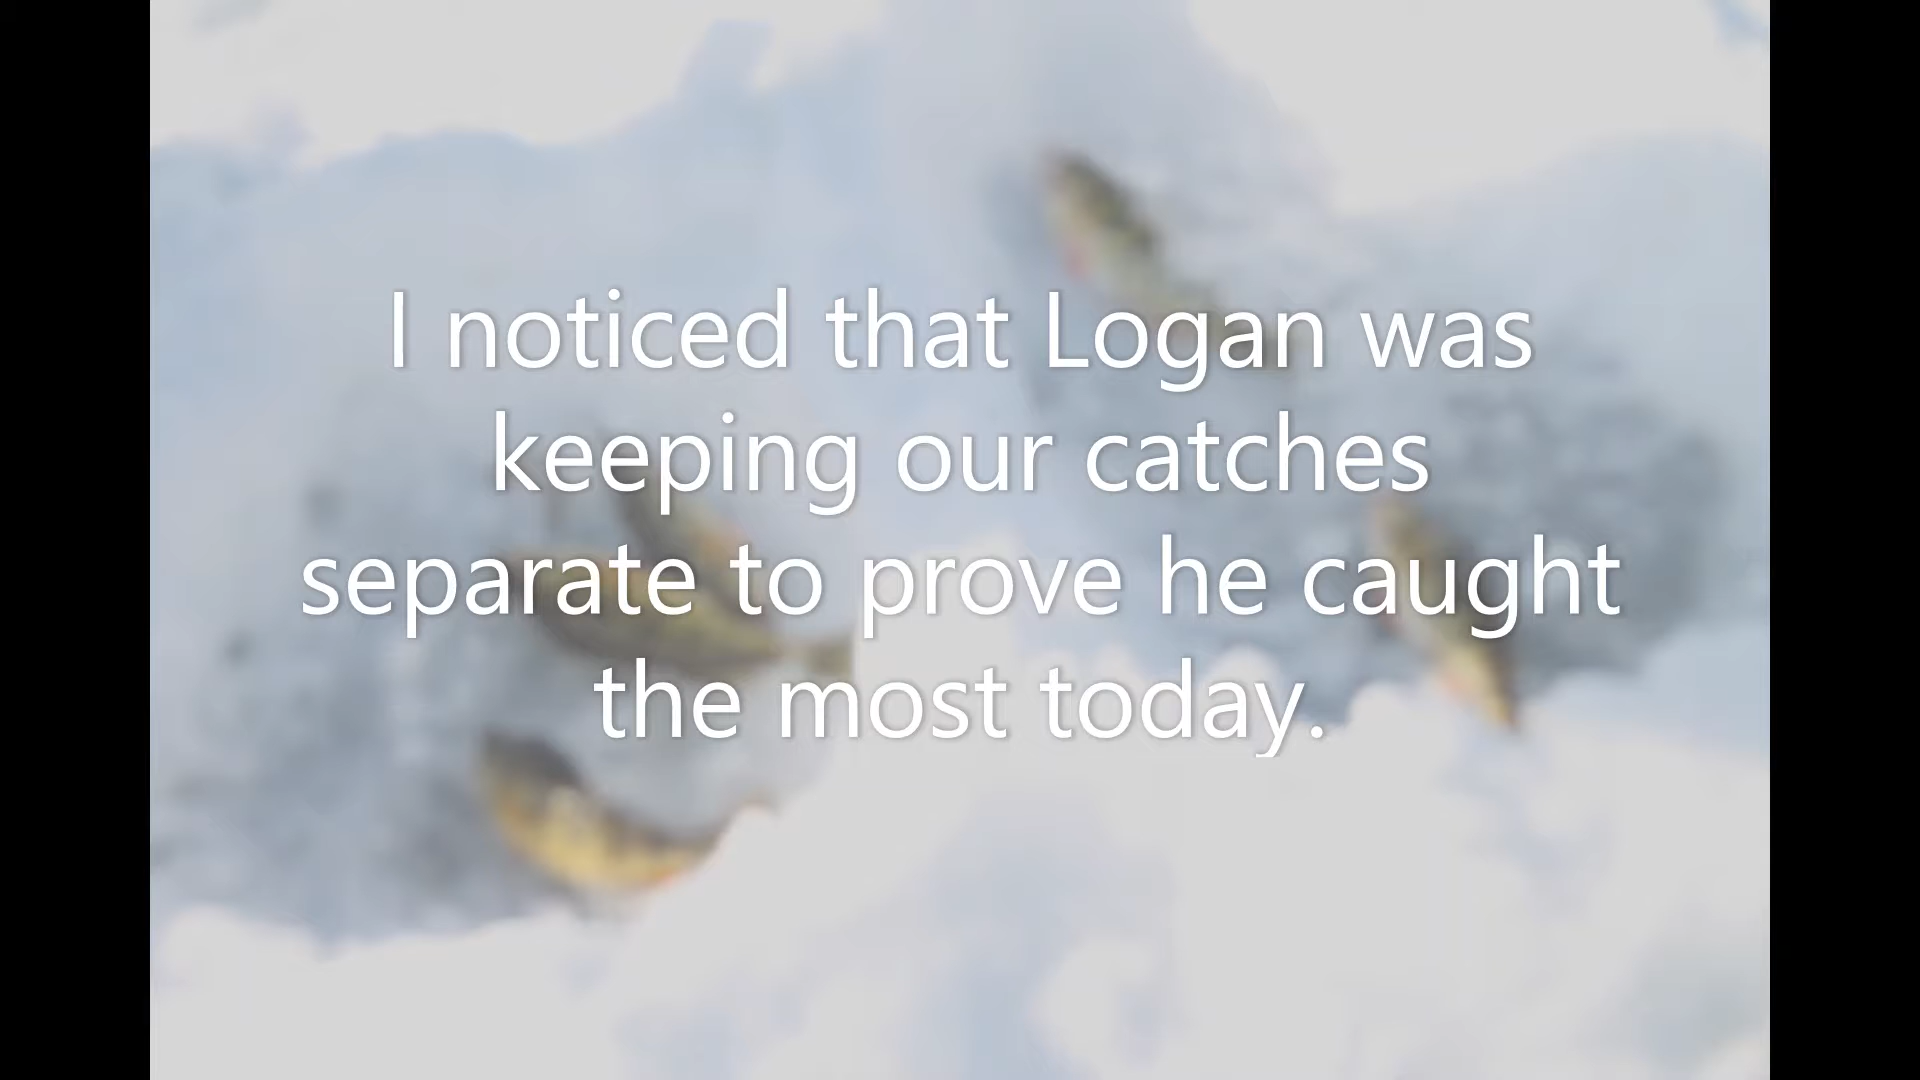 I noticed that Logan was
keeping our catches
separate to prove he caught
the most today.